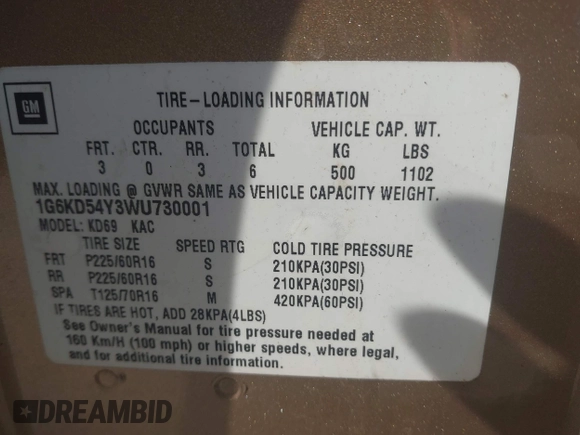 GM
TIRE-LOADING INFORMATION
OCCUPANTS VEHICLE CAP. WT.
FRT. CTR. RR. TOTAL KG LBS
3 0 3 6 500 1102
MAX. LOADING @ GVWR SAME AS VEHICLE CAPACITY WEIGHT.
1G6KD54Y3WU730001
MODEL: KD69 KAC
TIRE SIZE SPEED RTG COLD TIRE PRESSURE
FRT P225/60R16 S 210KPA(30PSI)
RR P225/60R16 S 210KPA(30PSI)
SPA T125/70R16 M 420KPA(60PSI)
IF TIRES ARE HOT, ADD 28KPA(4LBS)
See Owner's Manual for tire pressure needed at
160 Km/H (100 mph) or higher speeds, where legal,
and for additional tire information.
DREAMBID